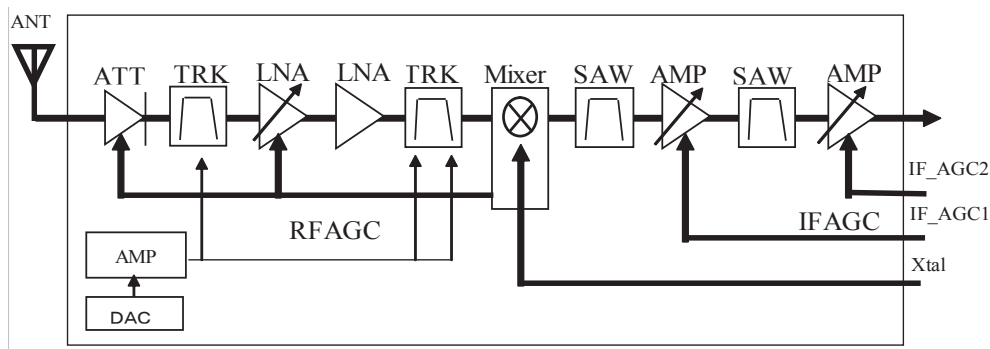 ANT
ATT TRK LNA LNA TRK Mixer SAW AMP SAW AMP
IF_AGC2
RFAGC IFAGC IF_AGC1
AMP
Xtal
DAC